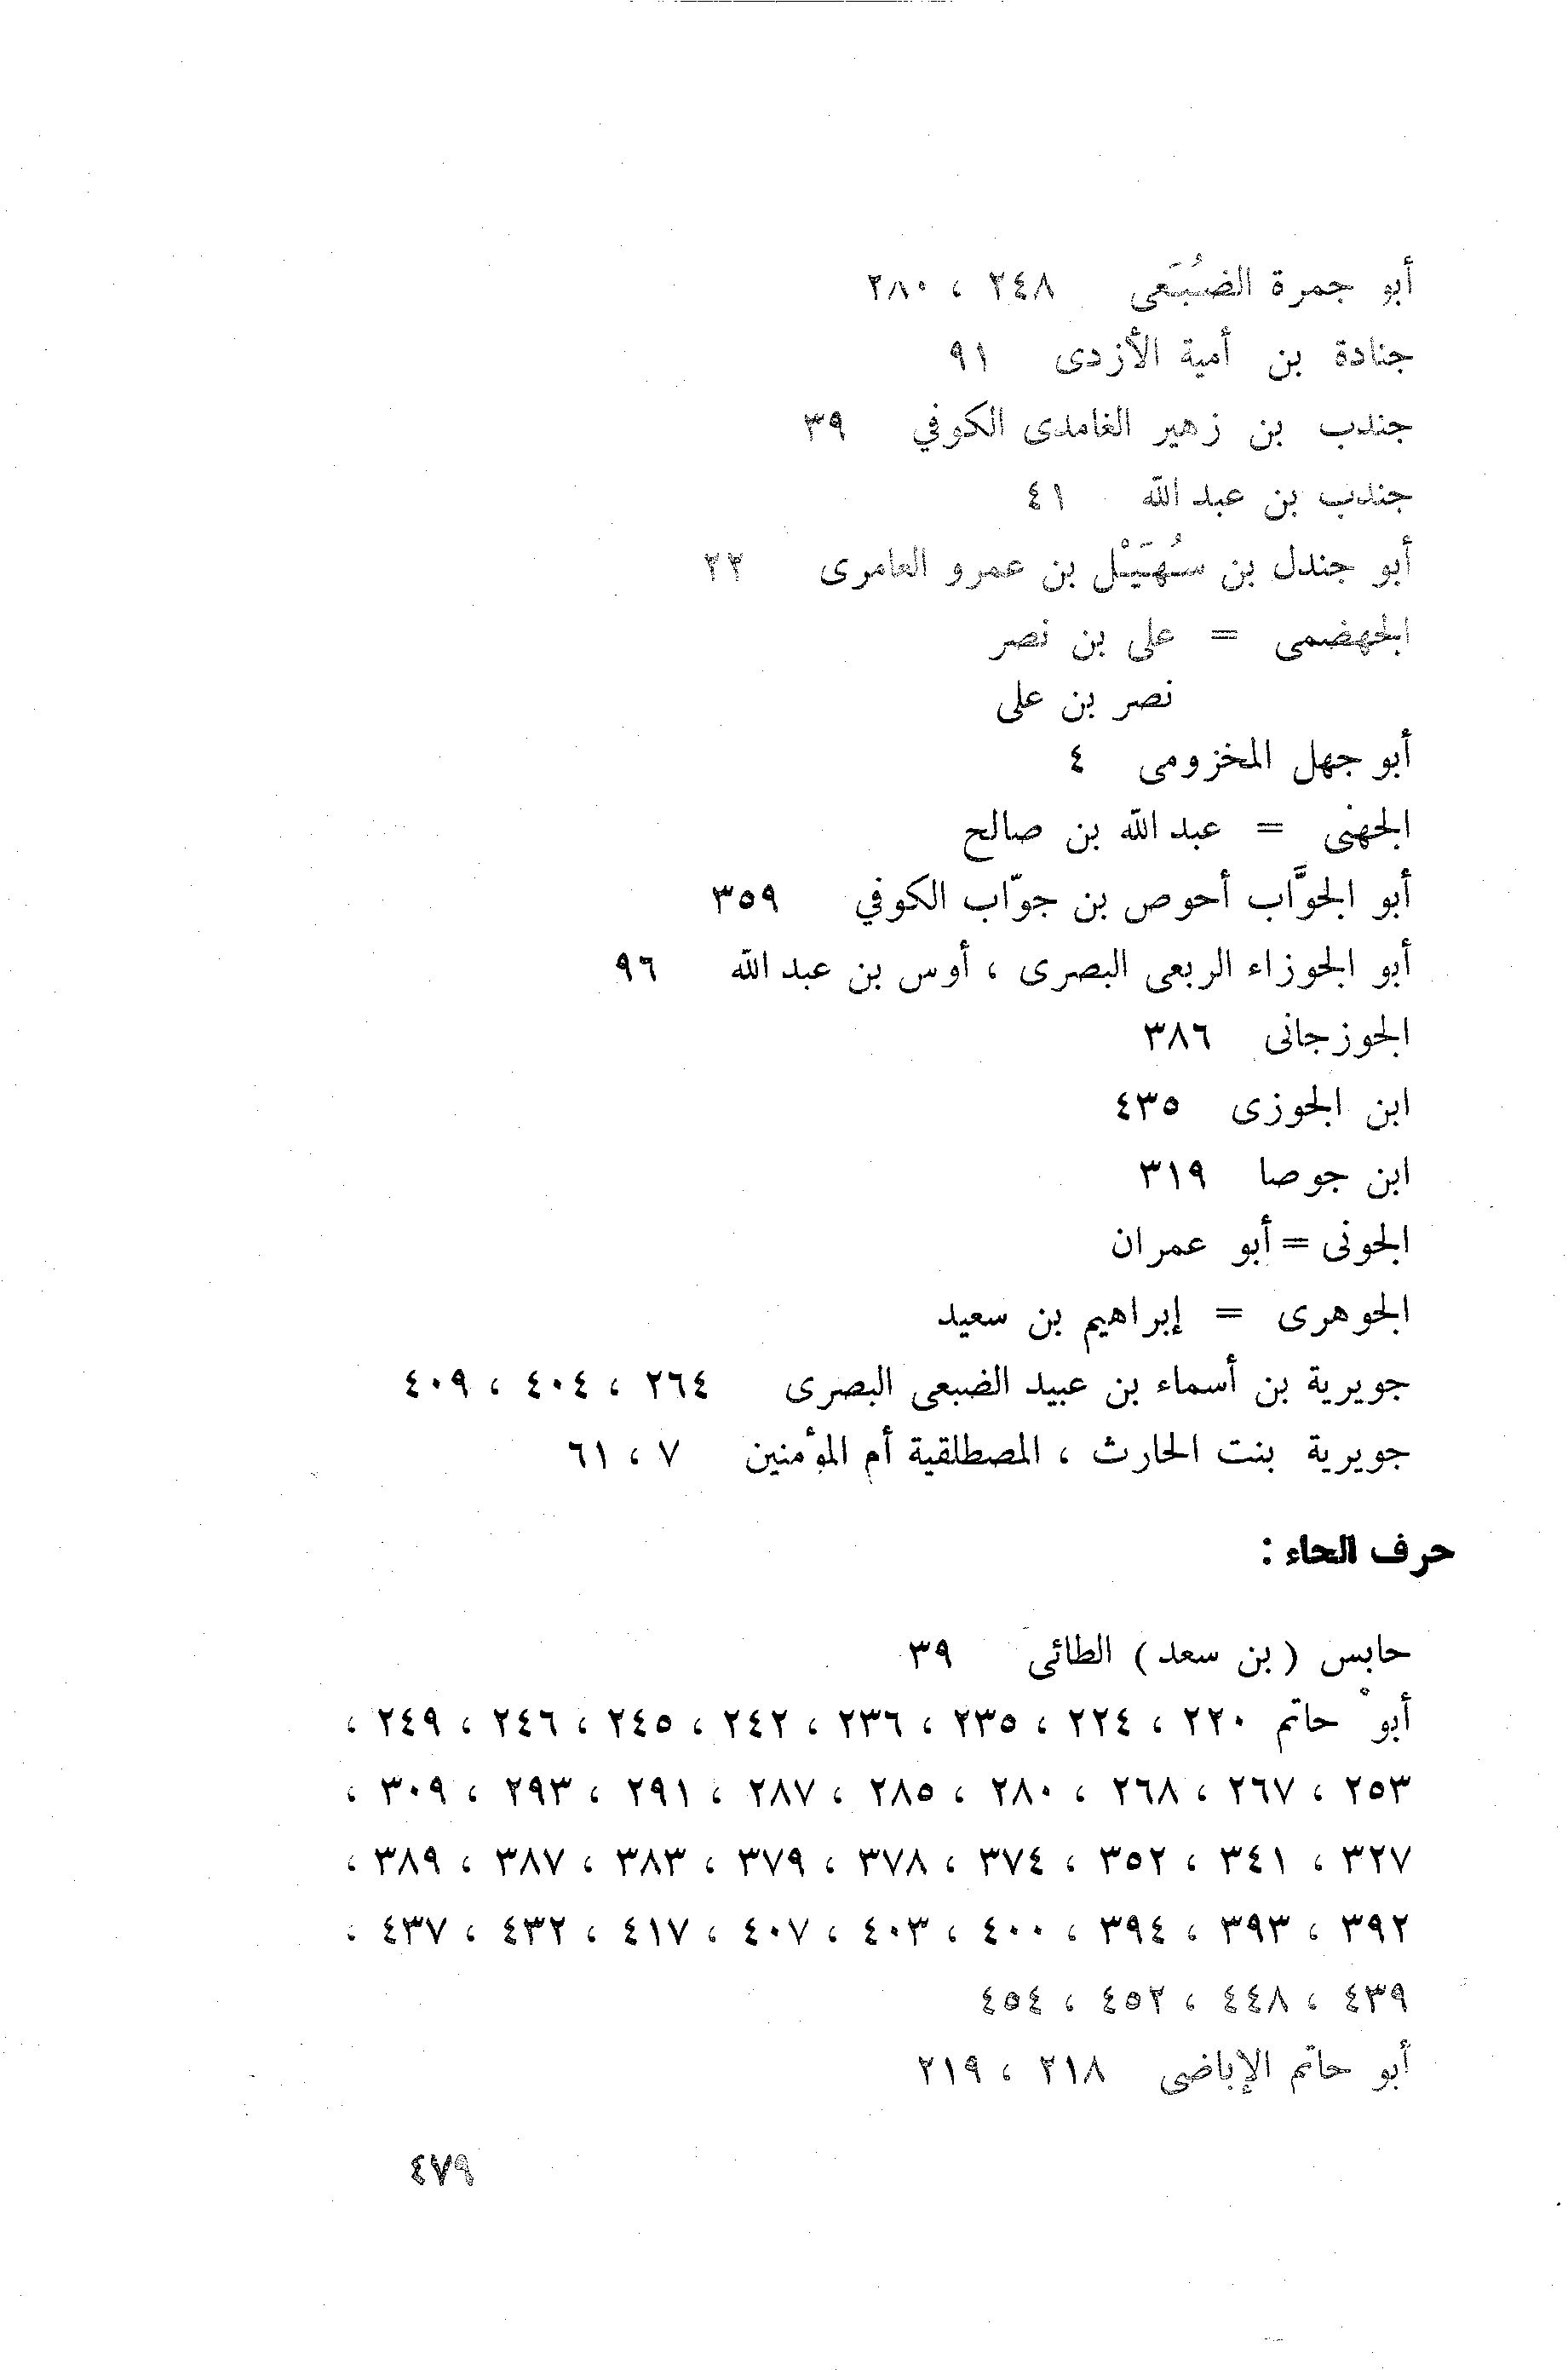 أبو جمرة الضُبَعى ٢٤٨ ، ٢٨٠
جنادة بن أمية الأزدى ٩١
جندب بن زهير الغامدى الكوفي ٣٩
جندب بن عبد الله ٤١
أبو جندل بن سُهَيْل بن عمرو العامرى ٢٢
الجهضمى = على بن نصر
نصر بن على
أبو جهل المخزومى ٤
الجهنى = عبد الله بن صالح
أبو الجوَّاب أحوص بن جوّاب الكوفي ٣٥٩
أبو الجوزاء الربعى البصرى ، أوس بن عبد الله ٩٦
الجوزجانى ٣٨٦
ابن الجوزى ٤٣٥
ابن جوصا ٣١٩
الجونى = أبو عمران
الجوهرى = إبراهيم بن سعيد
جويرية بن أسماء بن عبيد الضبعى البصرى ٢٦٤ ، ٤٠٤ ، ٤٠٩
جويرية بنت الحارث ، المصطلقية أم المؤمنين ٧ ، ٦١
حرف الحاء :
حابس ( بن سعد ) الطائى ٣٩
أبو حاتم ٢٢٠ ، ٢٢٤ ، ٢٣٥ ، ٢٣٦ ، ٢٤٢ ، ٢٤٥ ، ٢٤٦ ، ٢٤٩ ،
٢٥٣ ، ٢٦٧ ، ٢٦٨ ، ٢٨٠ ، ٢٨٥ ، ٢٨٧ ، ٢٩١ ، ٢٩٣ ، ٣٠٩ ،
٣٢٧ ، ٣٤١ ، ٣٥٢ ، ٣٧٤ ، ٣٧٨ ، ٣٧٩ ، ٣٨٣ ، ٣٨٧ ، ٣٨٩ ،
٣٩٢ ، ٣٩٣ ، ٣٩٤ ، ٤٠٠ ، ٤٠٣ ، ٤٠٧ ، ٤١٧ ، ٤�٢ ، ٤٣٧ ،
٤٣٩ ، ٤٤٨ ، ٤٥٢ ، ٤٥٤
أبو حاتم الإباضى ٢١٨ ، ٢١٩
٤٧٩